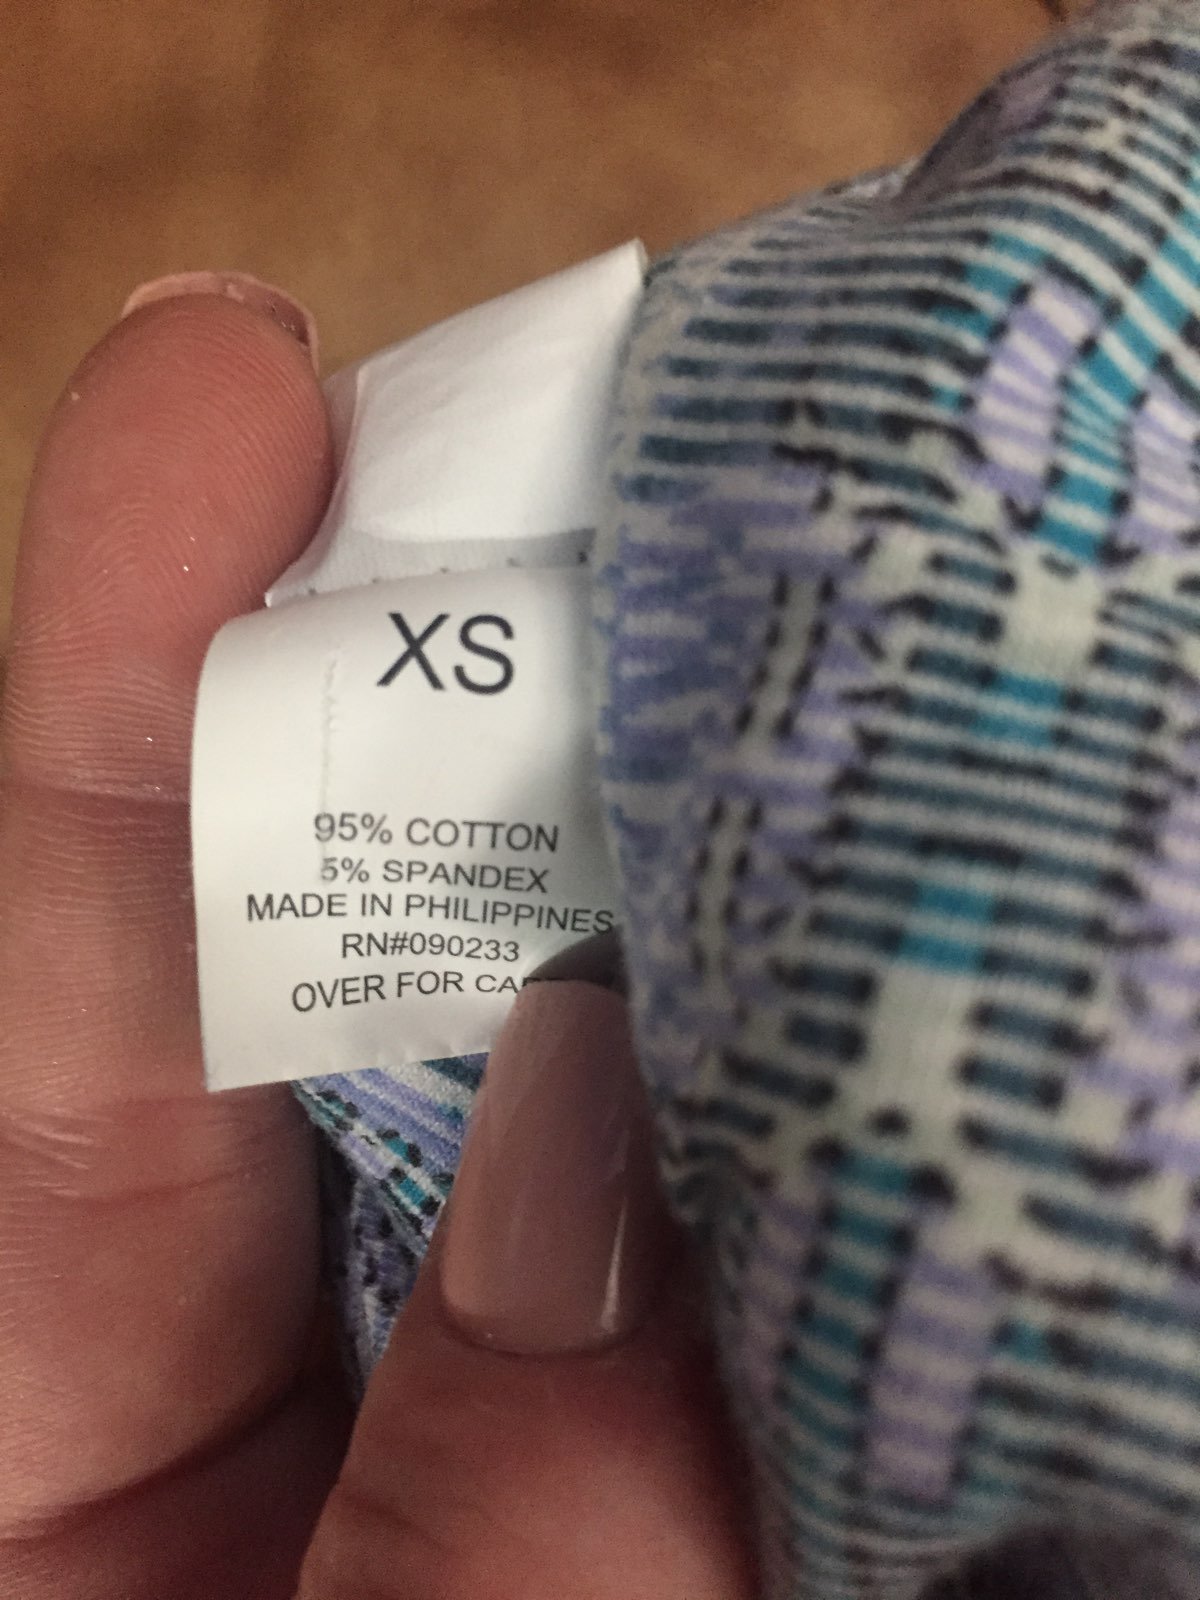 XS
95% COTTON
5% SPANDEX
MADE IN PHILIPPINES
RN#090233
OVER FOR